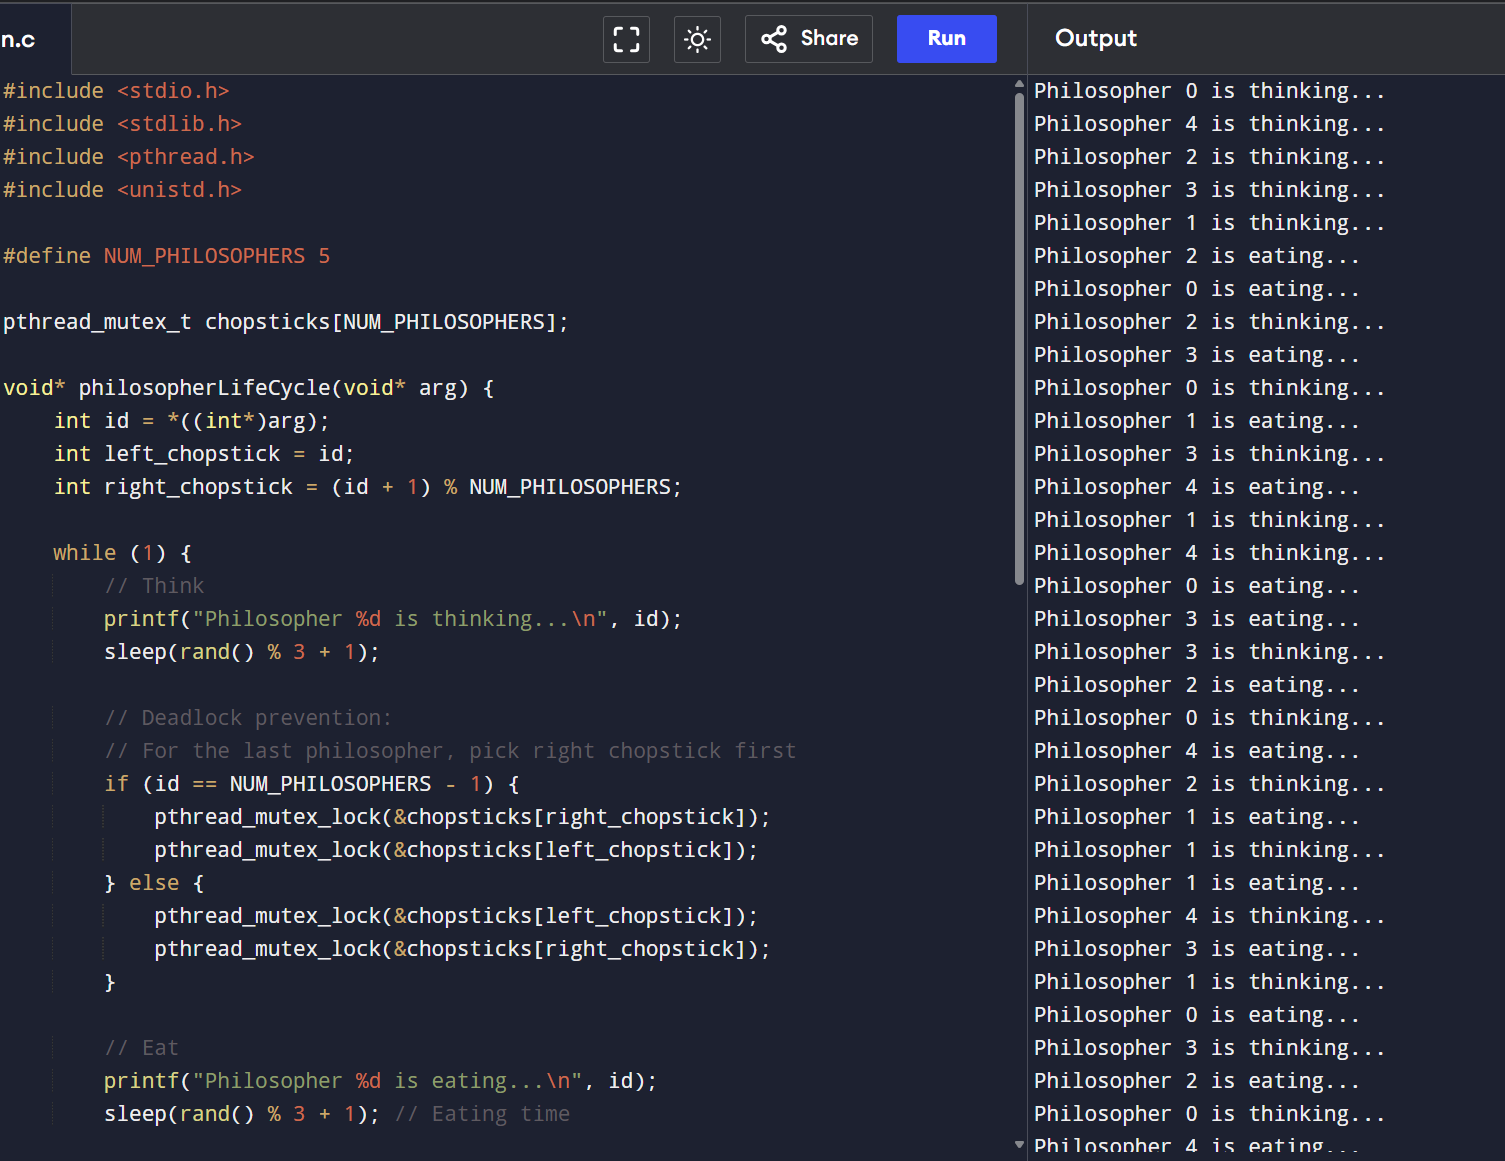 n.c
Share
Run
Output
#include <stdio.h>
#include <stdlib.h>
#include <pthread.h>
#include <unistd.h>
#define NUM_PHILOSOPHERS 5
pthread_mutex_t chopsticks[NUM_PHILOSOPHERS];
void* philosopherLifeCycle(void* arg) {
    int id = *((int*)arg);
    int left_chopstick = id;
    int right_chopstick = (id + 1) % NUM_PHILOSOPHERS;
    while (1) {
        // Think
        printf("Philosopher %d is thinking...\n", id);
        sleep(rand() % 3 + 1);
        // Deadlock prevention:
        // For the last philosopher, pick right chopstick first
        if (id == NUM_PHILOSOPHERS - 1) {
            pthread_mutex_lock(&chopsticks[right_chopstick]);
            pthread_mutex_lock(&chopsticks[left_chopstick]);
        } else {
            pthread_mutex_lock(&chopsticks[left_chopstick]);
            pthread_mutex_lock(&chopsticks[right_chopstick]);
        }
        // Eat
        printf("Philosopher %d is eating...\n", id);
        sleep(rand() % 3 + 1); // Eating time
Philosopher 0 is thinking...
Philosopher 4 is thinking...
Philosopher 2 is thinking...
Philosopher 3 is thinking...
Philosopher 1 is thinking...
Philosopher 2 is eating...
Philosopher 0 is eating...
Philosopher 2 is thinking...
Philosopher 3 is eating...
Philosopher 0 is thinking...
Philosopher 1 is eating...
Philosopher 3 is thinking...
Philosopher 4 is eating...
Philosopher 1 is thinking...
Philosopher 4 is thinking...
Philosopher 0 is eating...
Philosopher 3 is eating...
Philosopher 3 is thinking...
Philosopher 2 is eating...
Philosopher 0 is thinking...
Philosopher 4 is eating...
Philosopher 2 is thinking...
Philosopher 1 is eating...
Philosopher 1 is thinking...
Philosopher 1 is eating...
Philosopher 4 is thinking...
Philosopher 3 is eating...
Philosopher 1 is thinking...
Philosopher 0 is eating...
Philosopher 3 is thinking...
Philosopher 2 is eating...
Philosopher 0 is thinking...
Philosopher 4 is eating...